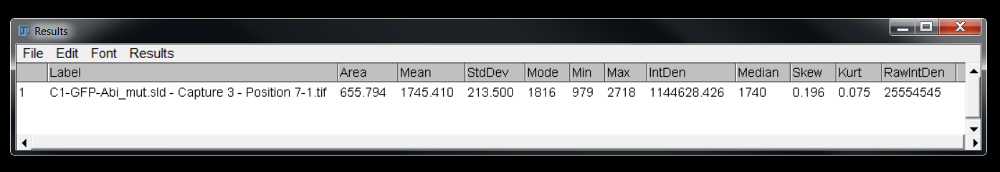 Results
File Edit Font Results
Label Area Mean StdDev Mode Min Max IntDen Median Skew Kurt RawIntDen
1 C1-GFP-Abi_mut.sld - Capture 3 - Position 7-1.tif 655.794 1745.410 213.500 1816 979 2718 1144628.426 1740 0.196 0.075 25554545